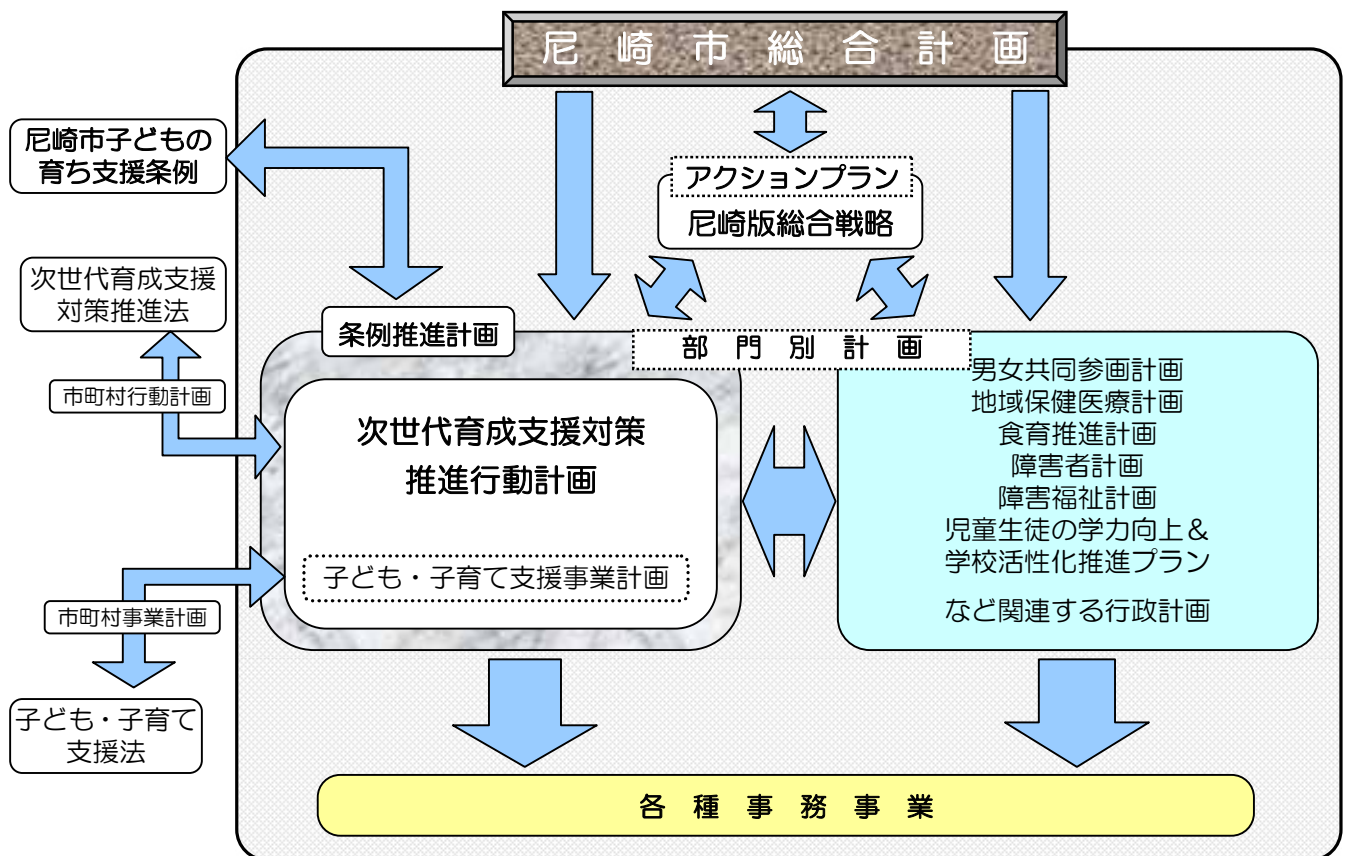 尼崎市総合計画
尼崎市子どもの
育ち支援条例
アクションプラン
尼崎版総合戦略
次世代育成支援
対策推進法
条例推進計画
部門別計画
市町村行動計画
次世代育成支援対策
推進行動計画
子ども・子育て支援事業計画
男女共同参画計画
地域保健医療計画
食育推進計画
障害者計画
障害福祉計画
児童生徒の学力向上&
学校活性化推進プラン
など関連する行政計画
市町村事業計画
子ども・子育て
支援法
各種事務事業